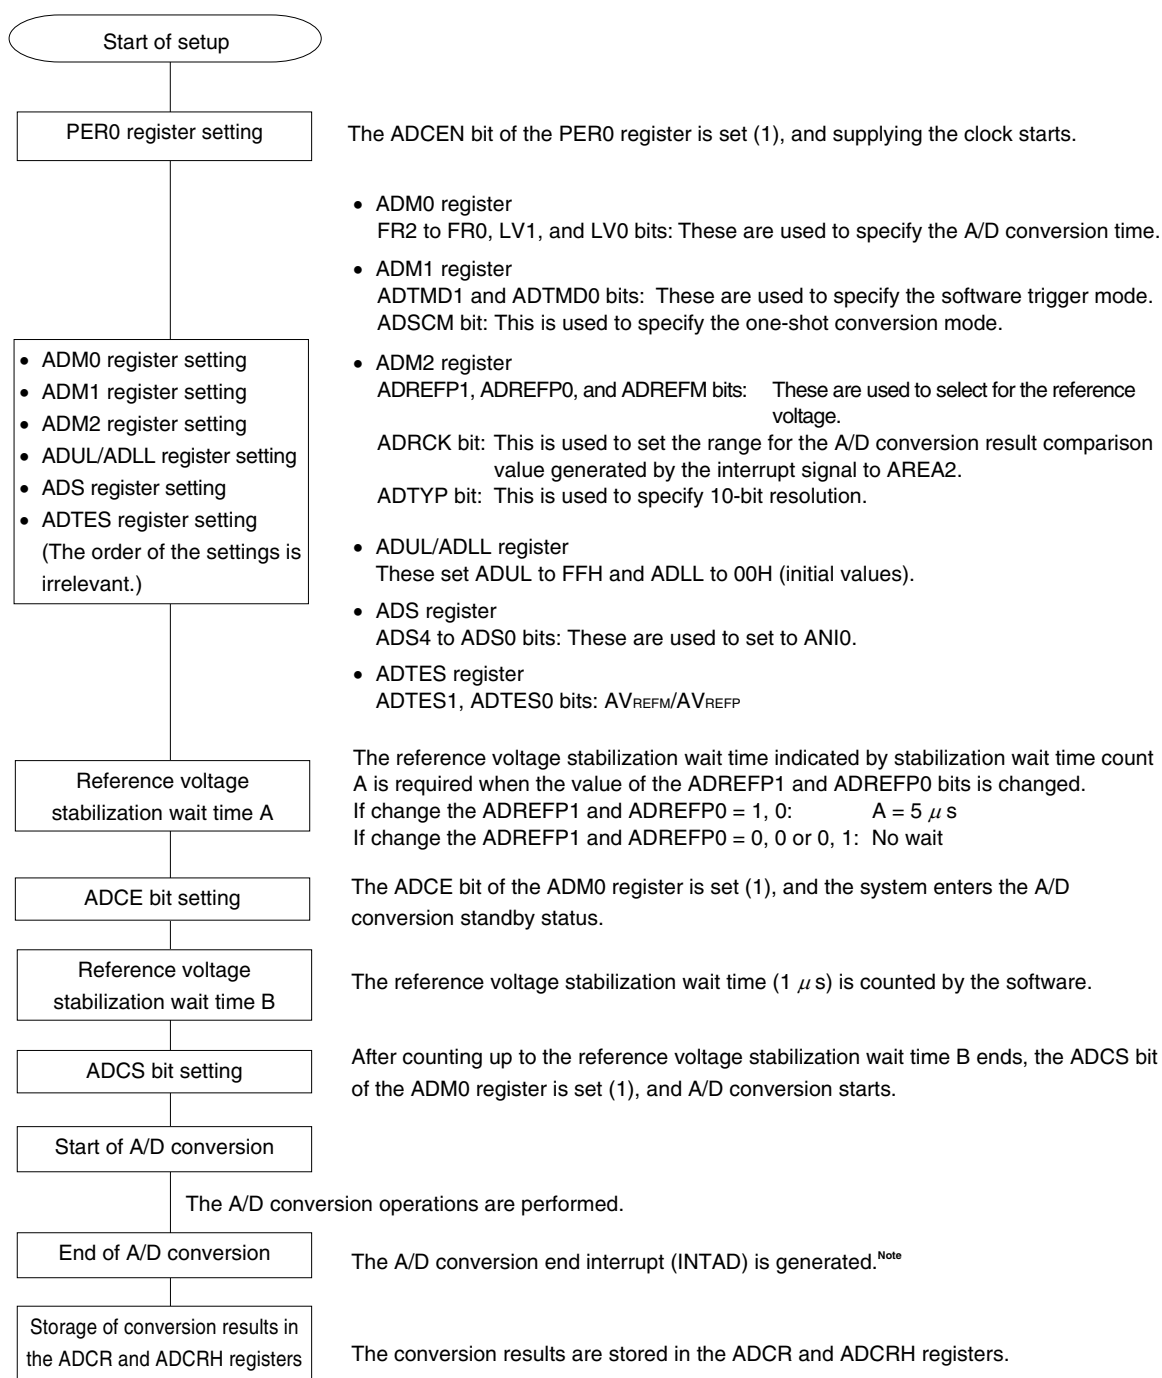 Start of setup
PER0 register setting
The ADCEN bit of the PER0 register is set (1), and supplying the clock starts.
• ADM0 register setting
• ADM1 register setting
• ADM2 register setting
• ADUL/ADLL register setting
• ADS register setting
• ADTES register setting
(The order of the settings is
irrelevant.)
• ADM0 register
FR2 to FR0, LV1, and LV0 bits: These are used to specify the A/D conversion time.
• ADM1 register
ADTMD1 and ADTMD0 bits: These are used to specify the software trigger mode.
ADSCM bit: This is used to specify the one-shot conversion mode.
• ADM2 register
ADREFP1, ADREFP0, and ADREFM bits: These are used to select for the reference
voltage.
ADRCK bit: This is used to set the range for the A/D conversion result comparison
value generated by the interrupt signal to AREA2.
ADTYP bit: This is used to specify 10-bit resolution.
• ADUL/ADLL register
These set ADUL to FFH and ADLL to 00H (initial values).
• ADS register
ADS4 to ADS0 bits: These are used to set to ANI0.
• ADTES register
ADTES1, ADTES0 bits: AVREFM/AVREFP
Reference voltage
stabilization wait time A
The reference voltage stabilization wait time indicated by stabilization wait time count
A is required when the value of the ADREFP1 and ADREFP0 bits is changed.
If change the ADREFP1 and ADREFP0 = 1, 0: A = 5 μ s
If change the ADREFP1 and ADREFP0 = 0, 0 or 0, 1: No wait
ADCE bit setting
The ADCE bit of the ADM0 register is set (1), and the system enters the A/D
conversion standby status.
Reference voltage
stabilization wait time B
The reference voltage stabilization wait time (1 μ s) is counted by the software.
ADCS bit setting
After counting up to the reference voltage stabilization wait time B ends, the ADCS bit
of the ADM0 register is set (1), and A/D conversion starts.
Start of A/D conversion
The A/D conversion operations are performed.
End of A/D conversion
The A/D conversion end interrupt (INTAD) is generated.Note
Storage of conversion results in
the ADCR and ADCRH registers
The conversion results are stored in the ADCR and ADCRH registers.